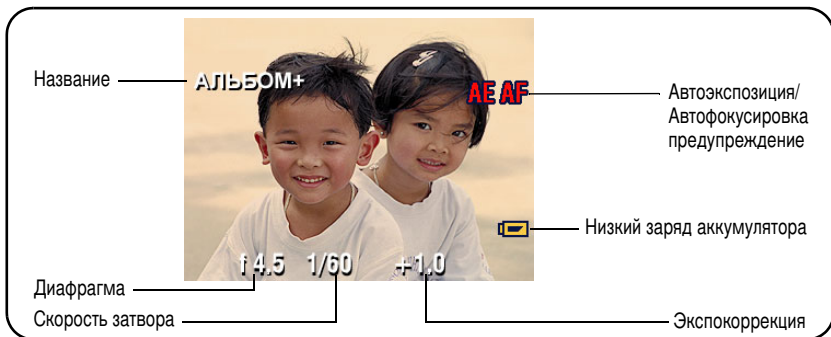 Название
АЛЬБОМ+
AE AF
Автоэкспозиция/
Автофокусировка
предупреждение
Низкий заряд аккумулятора
f 4.5 1/60 +1.0
Диафрагма
Скорость затвора
Экспокоррекция